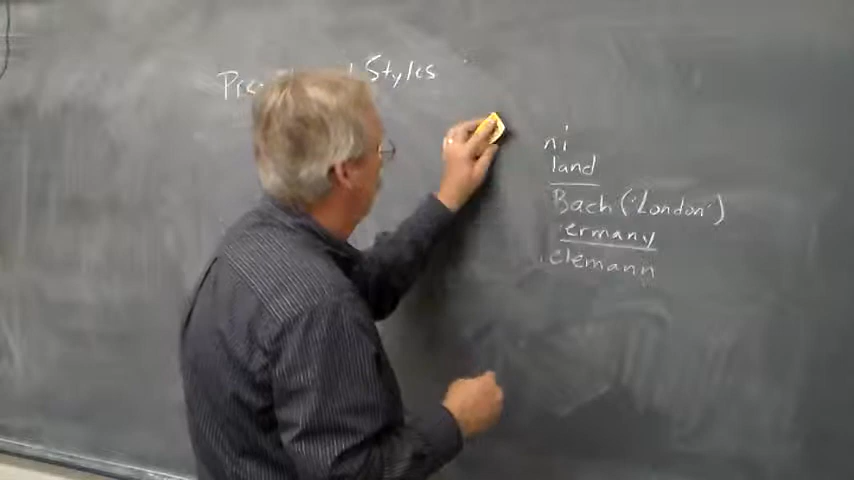 Styles
ni
land
Bach ('London')
ermany
elemann